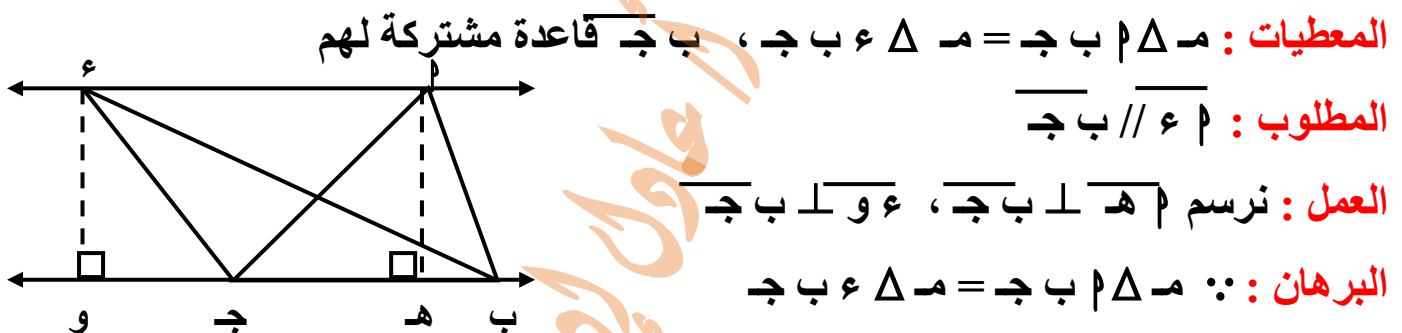 المعطيات : مـ Δ أ ب جـ = مـ Δ ء ب جـ ، ب جـ قاعدة مشتركة لهم
المطلوب : أ ء // ب جـ
العمل : نرسم أ هـ ⊥ ب جـ ، ء و ⊥ ب جـ
البرهان : ∵ مـ Δ أ ب جـ = مـ Δ ء ب جـ
ء أ
و جـ هـ ب